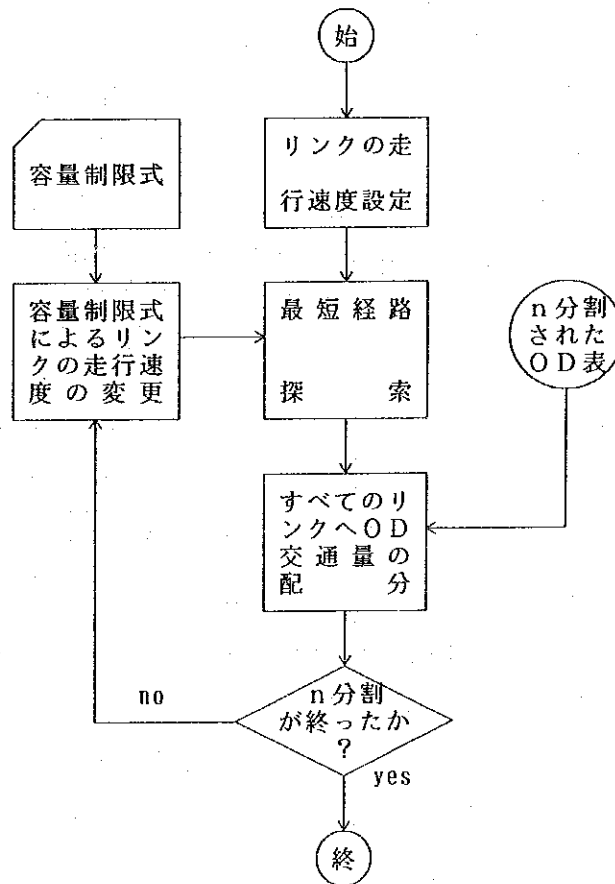 始
リンクの走
行速度設定
容量制限式
容量制限式
によるリン
クの走行速
度の変更
最短経路
探索
n分割
された
OD表
すべてのリ
ンクへOD
交通量の
配分
n分割
が終ったか
?
no
yes
終